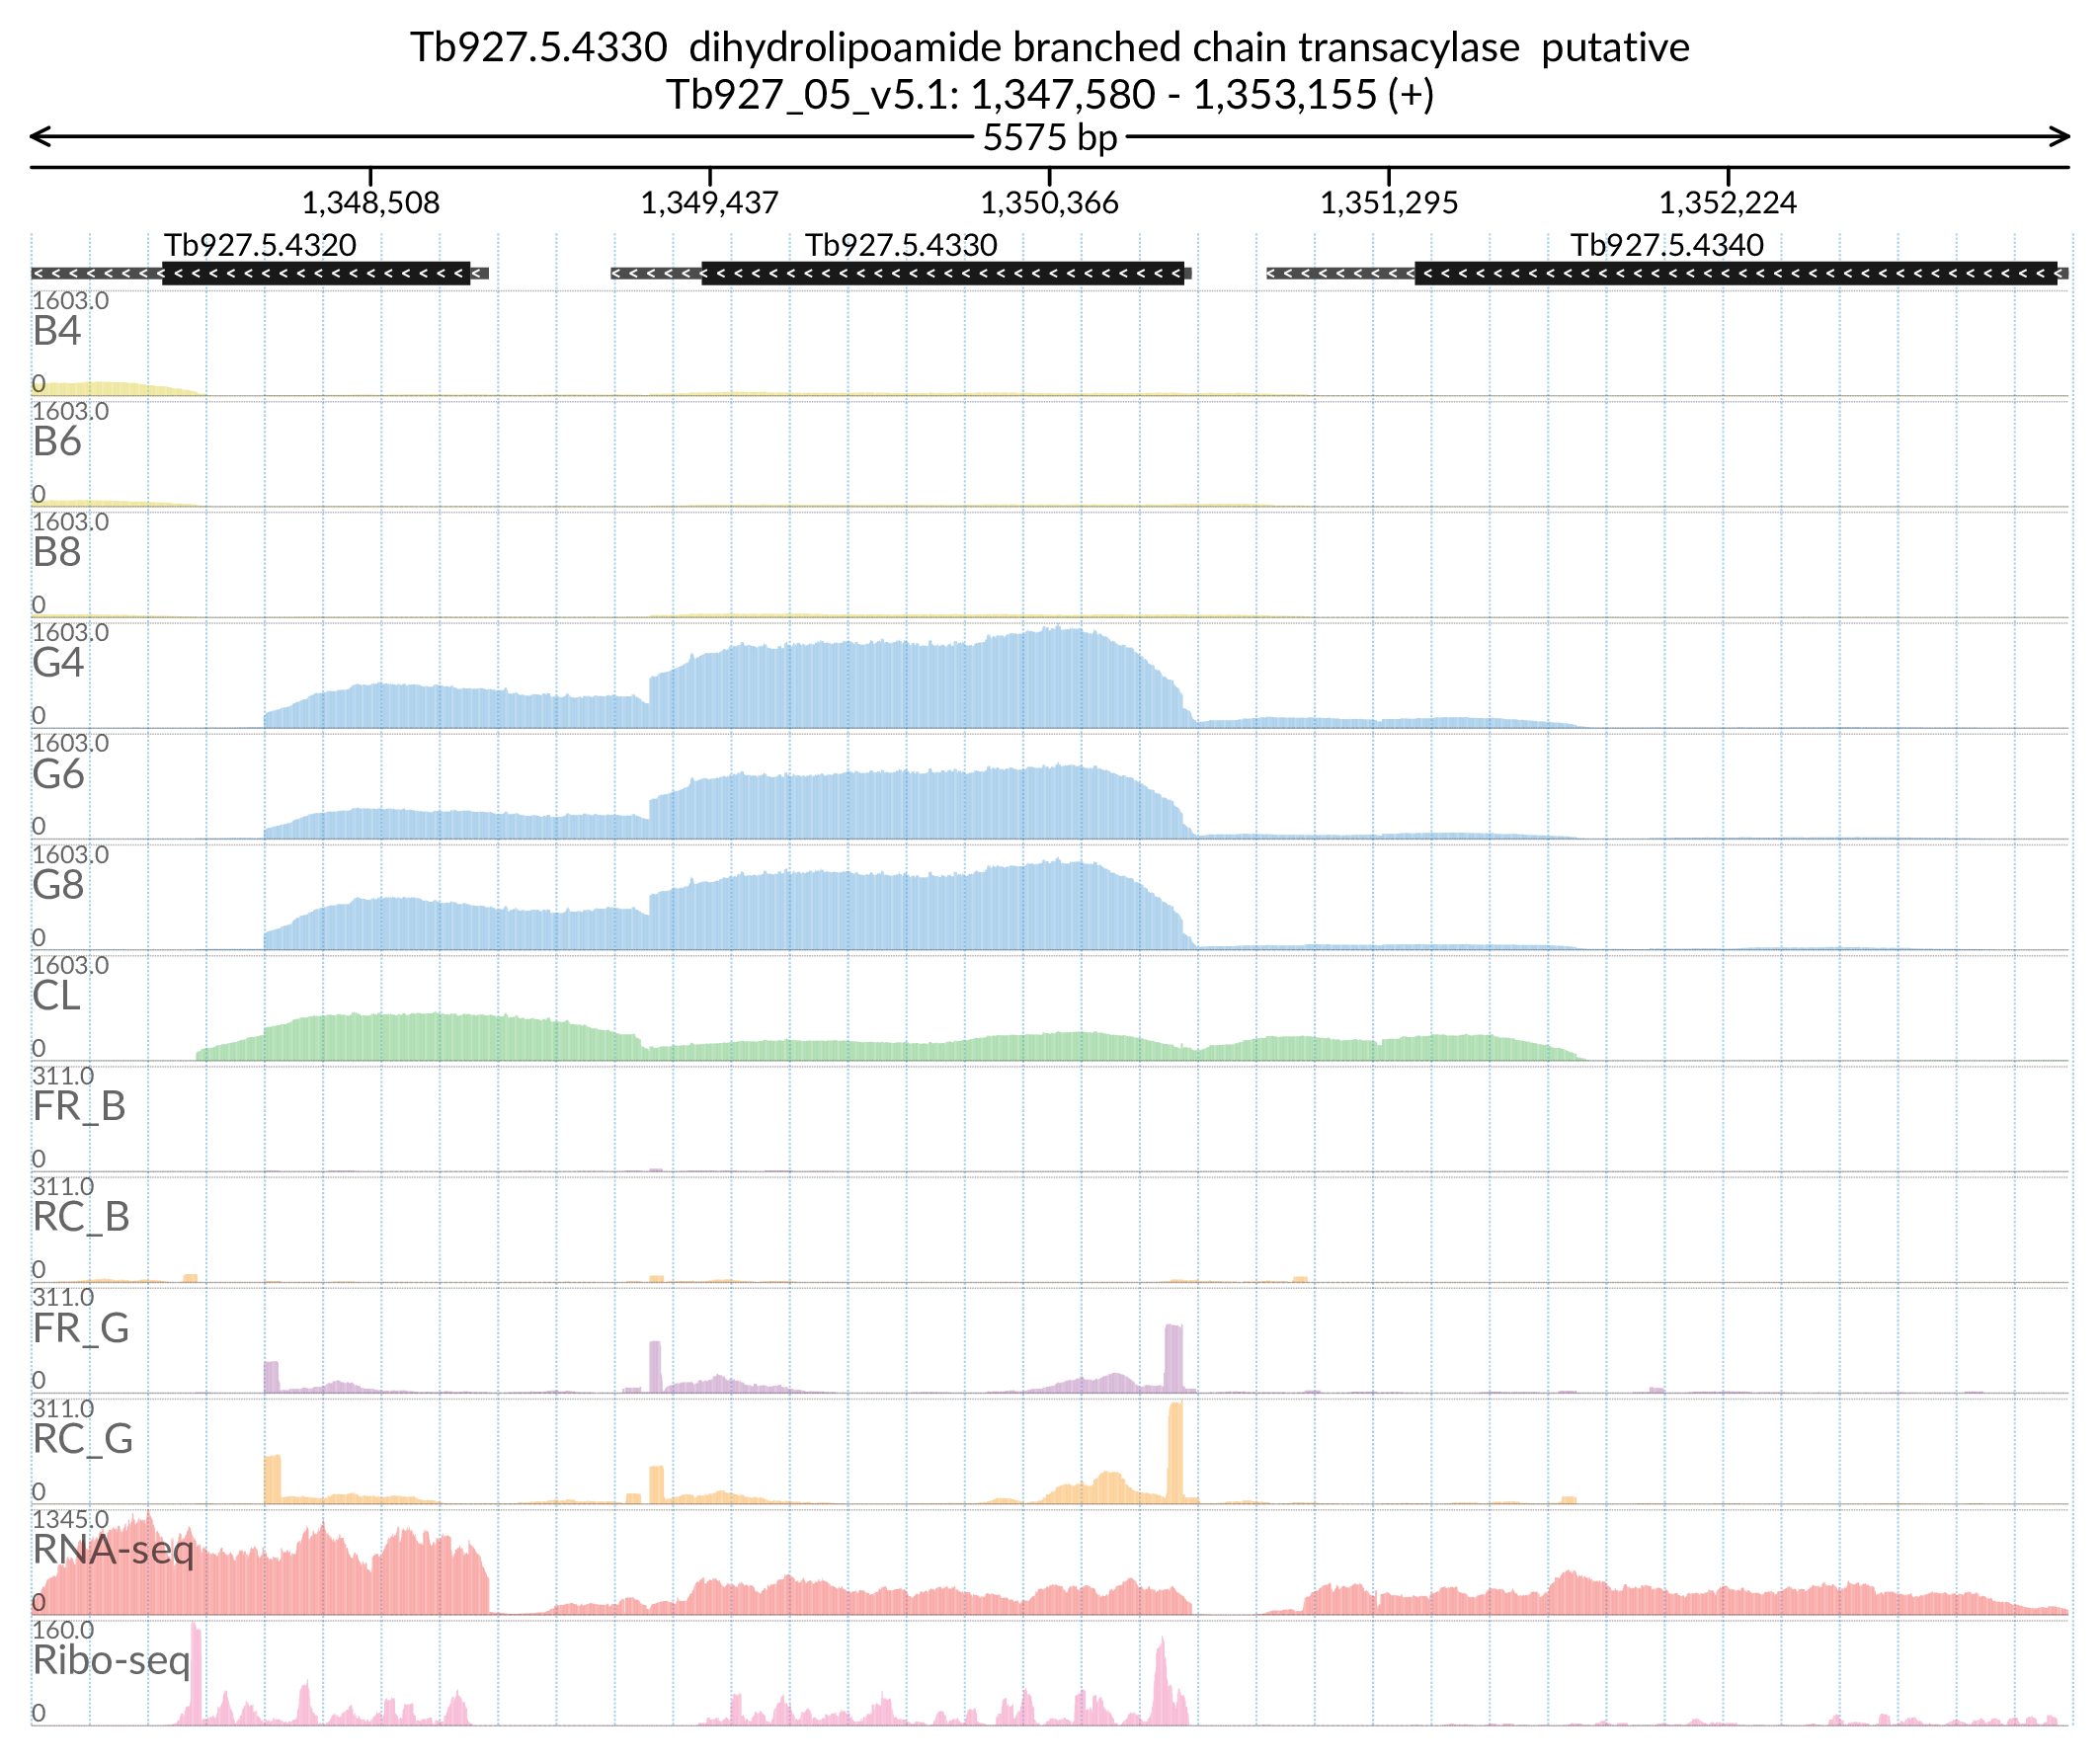 Tb927.5.4330 dihydrolipoamide branched chain transacylase putative
Tb927_05_v5.1: 1,347,580 - 1,353,155 (+)
5575 bp
1,348,508 1,349,437 1,350,366 1,351,295 1,352,224
Tb927.5.4320 Tb927.5.4330 Tb927.5.4340
1603.0
B4
0
1603.0
B6
0
1603.0
B8
0
1603.0
G4
0
1603.0
G6
0
1603.0
G8
0
1603.0
CL
0
311.0
FR_B
0
311.0
RC_B
0
311.0
FR_G
0
311.0
RC_G
0
1345.0
RNA-seq
0
160.0
Ribo-seq
0